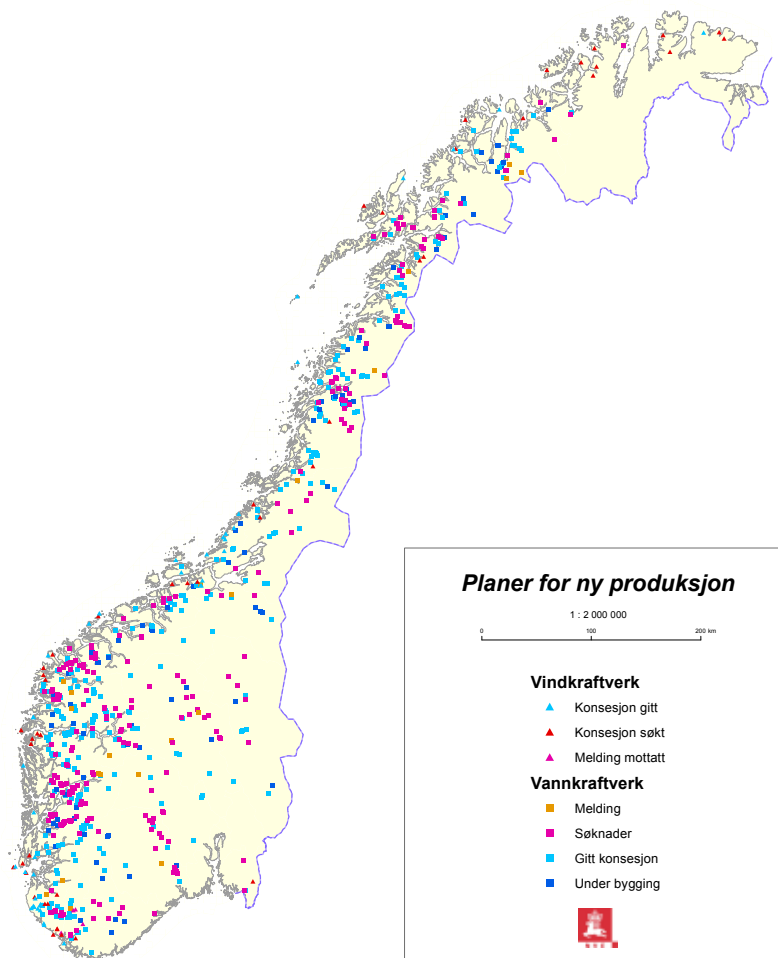 Planer for ny produksjon
1 : 2 000 000
0 100 200 km
Vindkraftverk
Konsesjon gitt
Konsesjon søkt
Melding mottatt
Vannkraftverk
Melding
Søknader
Gitt konsesjon
Under bygging